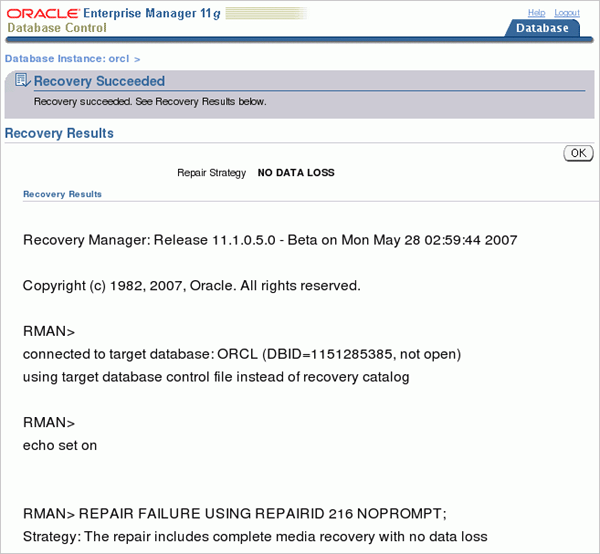 ORACLE Enterprise Manager 11g
Database Control
Help Logout
Database
Database Instance: orcl >
Recovery Succeeded
Recovery succeeded. See Recovery Results below.
Recovery Results
OK
Repair Strategy NO DATA LOSS
Recovery Results
Recovery Manager: Release 11.1.0.5.0 - Beta on Mon May 28 02:59:44 2007
Copyright (c) 1982, 2007, Oracle. All rights reserved.
RMAN>
connected to target database: ORCL (DBID=1151285385, not open)
using target database control file instead of recovery catalog
RMAN>
echo set on
RMAN> REPAIR FAILURE USING REPAIRID 216 NOPROMPT;
Strategy: The repair includes complete media recovery with no data loss